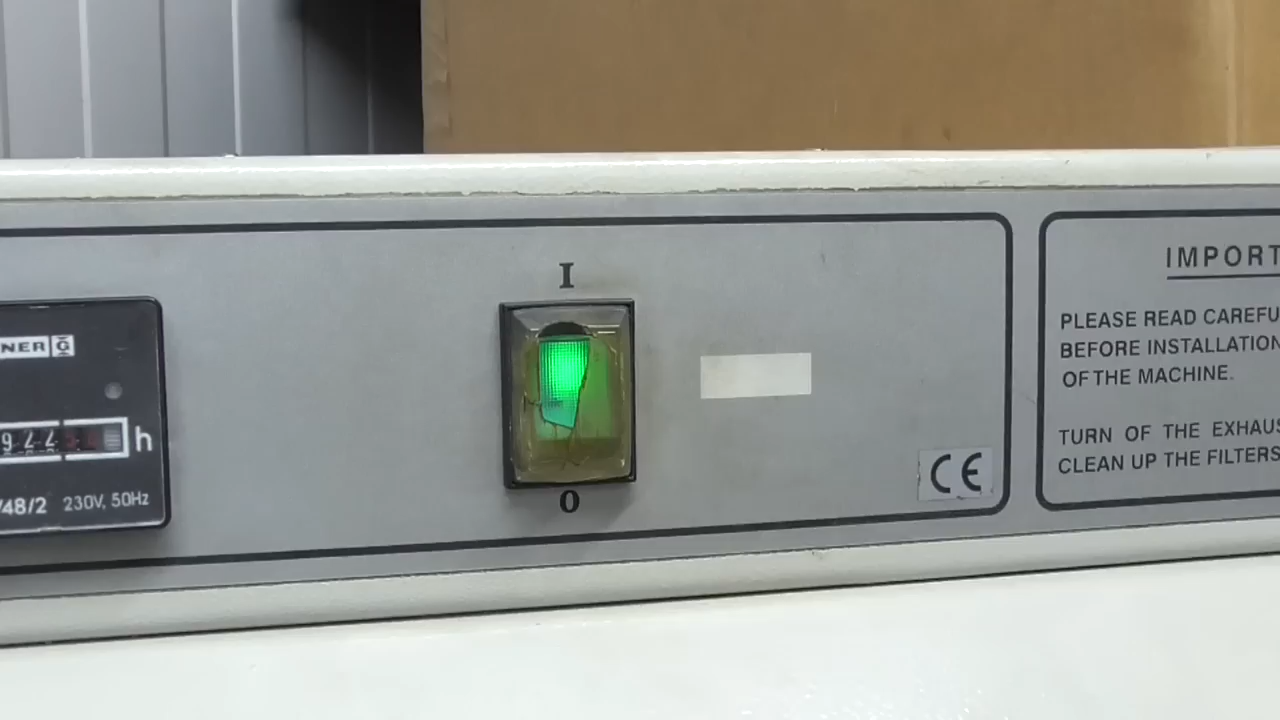 I
O
NER G
922
h
/48/2 230V, 50Hz
CE
IMPORT
PLEASE READ CAREFU
BEFORE INSTALLATION
OF THE MACHINE.
TURN OF THE EXHAUS
CLEAN UP THE FILTERS